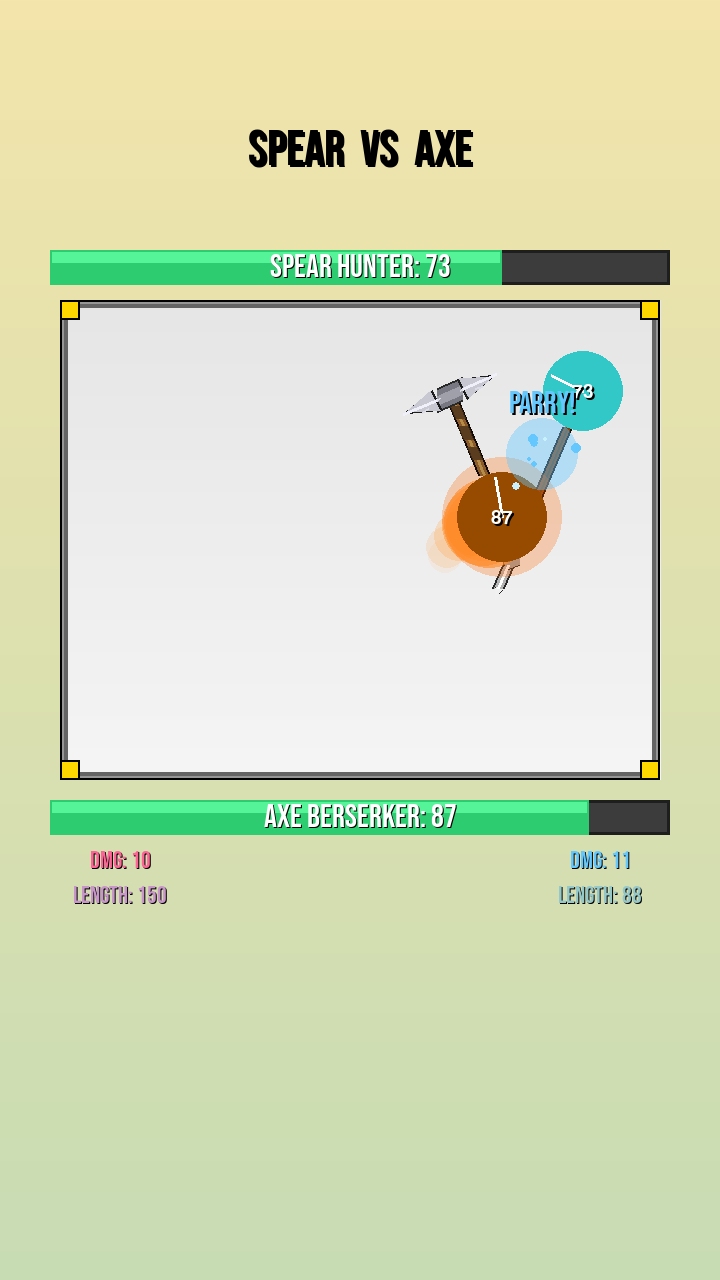 SPEAR VS AXE
SPEAR HUNTER: 73
73
PARRY!
87
AXE BERSERKER: 87
DMG: 10
DMG: 11
LENGTH: 150
LENGTH: 88